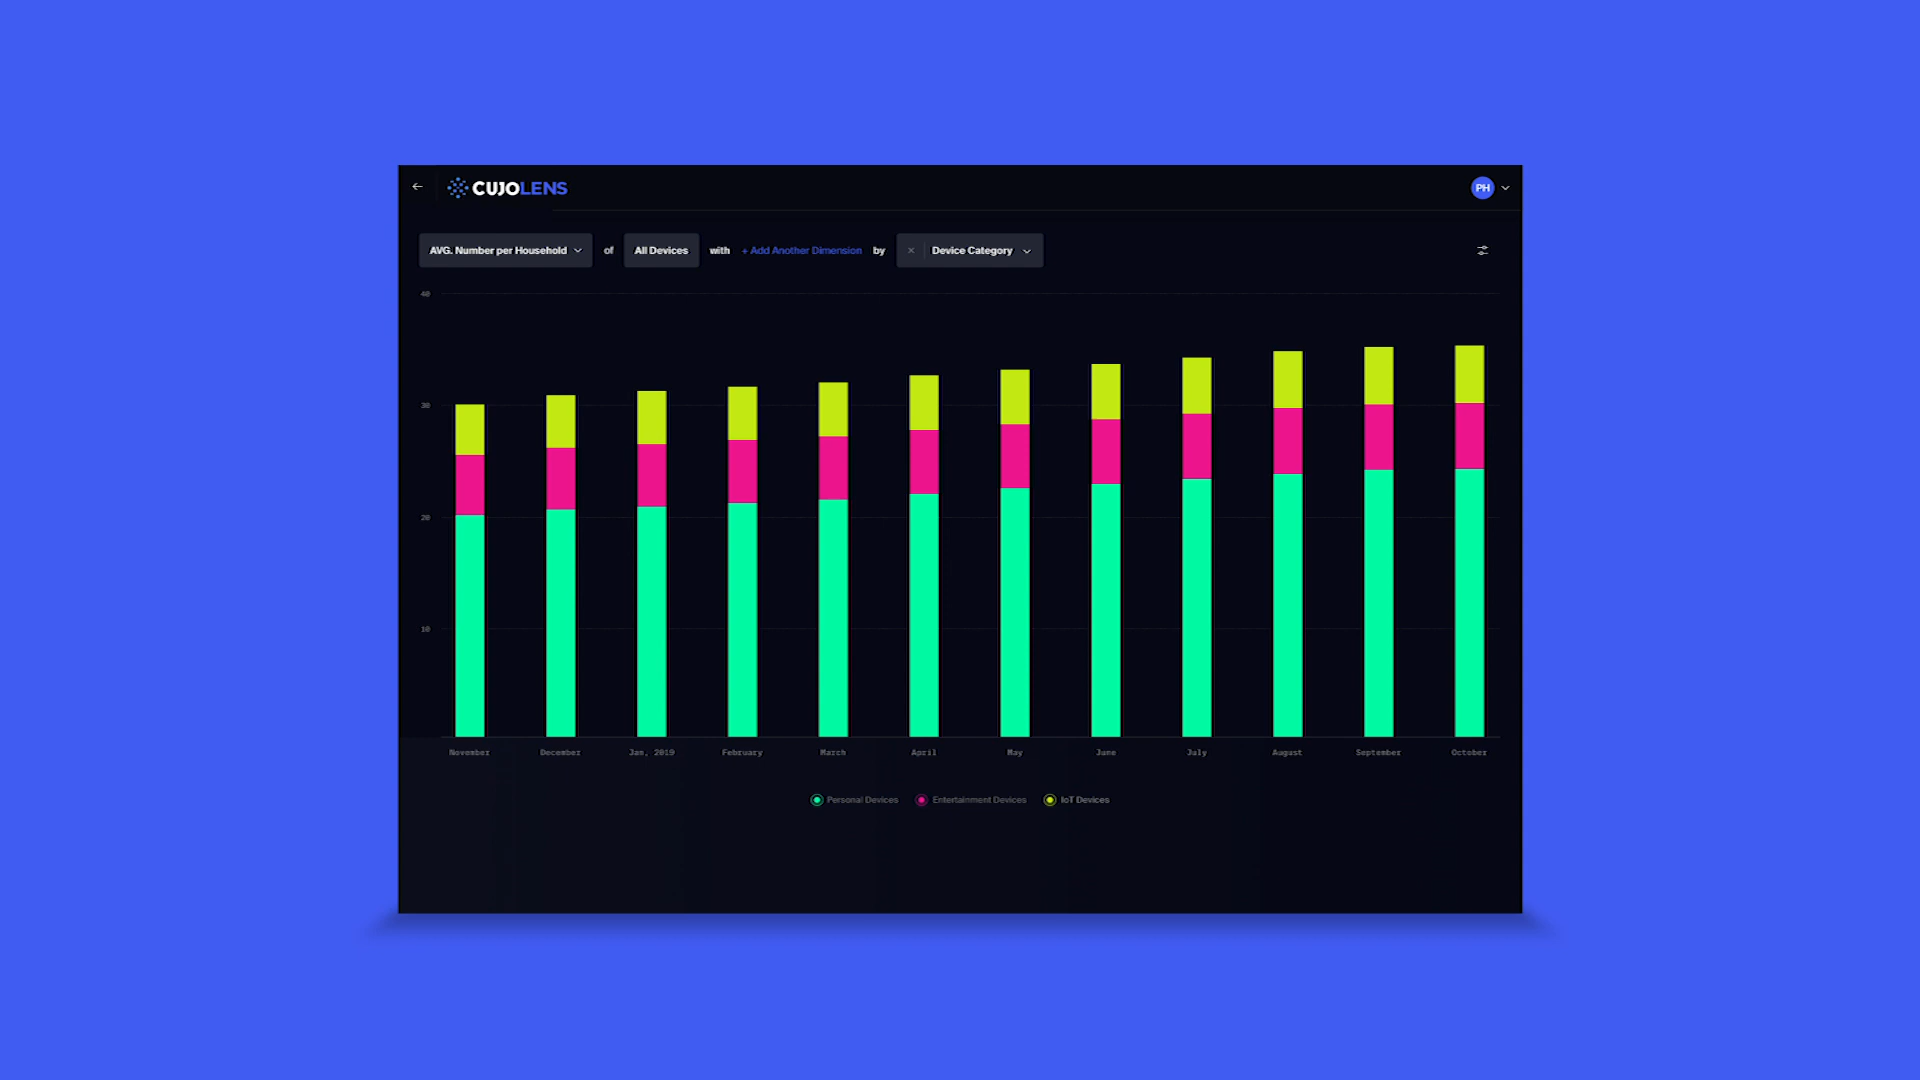 CUJOLENS
PH
AVG. Number per Household of All Devices with + Add Another Dimension by × Device Category
40
30
20
10
November December Jan, 2019 February March April May June July August September October
Personal Devices Entertainment Devices IoT Devices